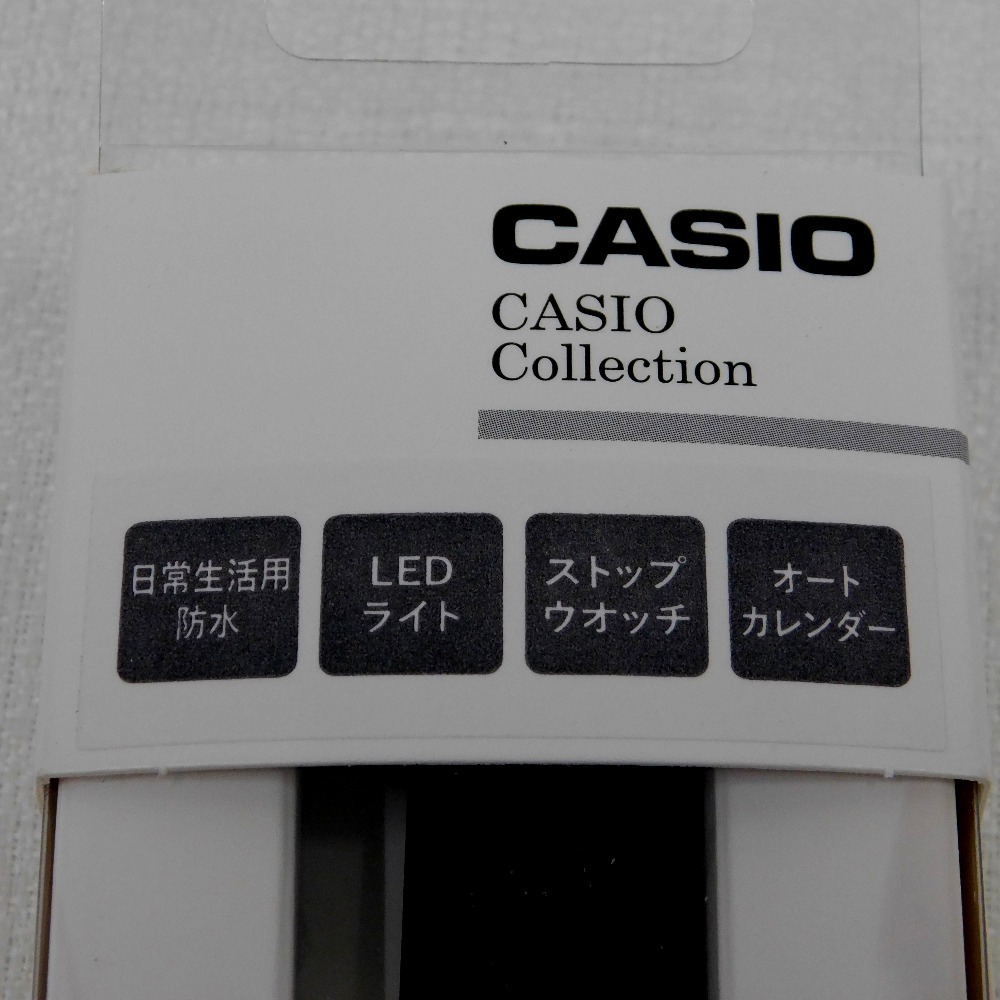 CASIO
CASIO
Collection
日常生活用
防水
LED
ライト
ストップ
ウオッチ
オート
カレンダー